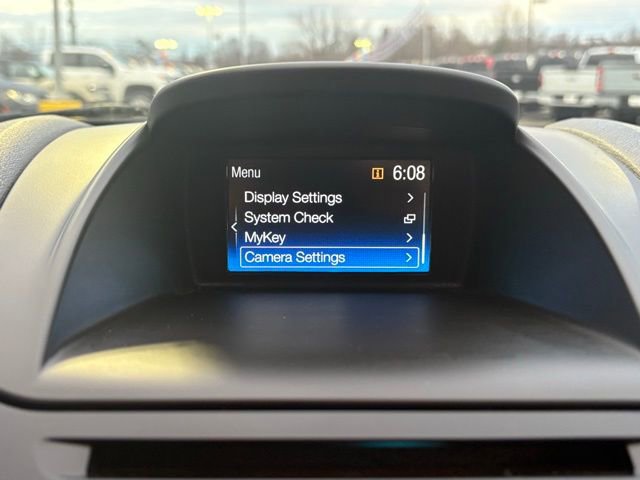 Menu 6:08
Display Settings
System Check
MyKey
Camera Settings